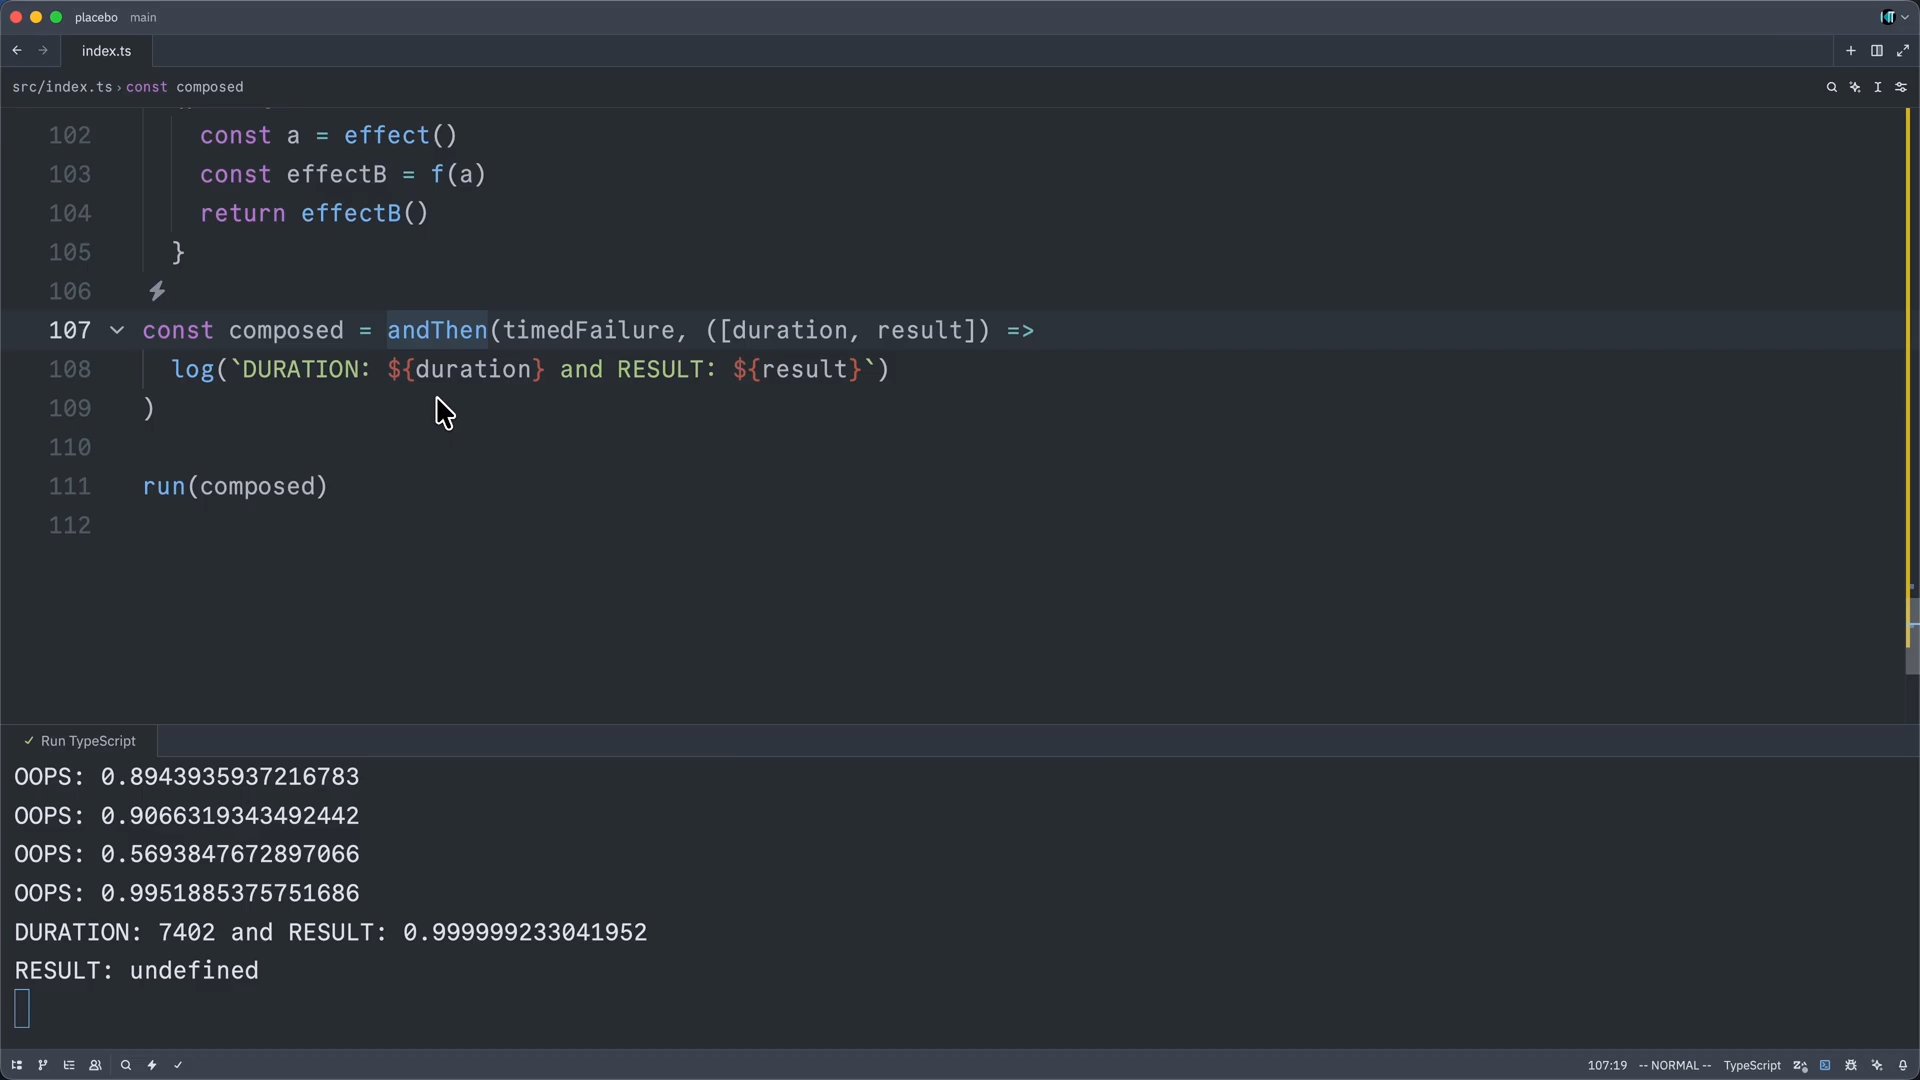 placebo main
index.ts
src/index.ts › const composed
102 const a = effect()
103 const effectB = f(a)
104 return effectB()
105 }
106
107 const composed = andThen(timedFailure, ([duration, result]) =>
108 log(`DURATION: ${duration} and RESULT: ${result}`)
109 )
110
111 run(composed)
112
Run TypeScript
OOPS: 0.8943935937216783
OOPS: 0.9066319343492442
OOPS: 0.5693847672897066
OOPS: 0.9951885375751686
DURATION: 7402 and RESULT: 0.999999233041952
RESULT: undefined
107:19 -- NORMAL -- TypeScript